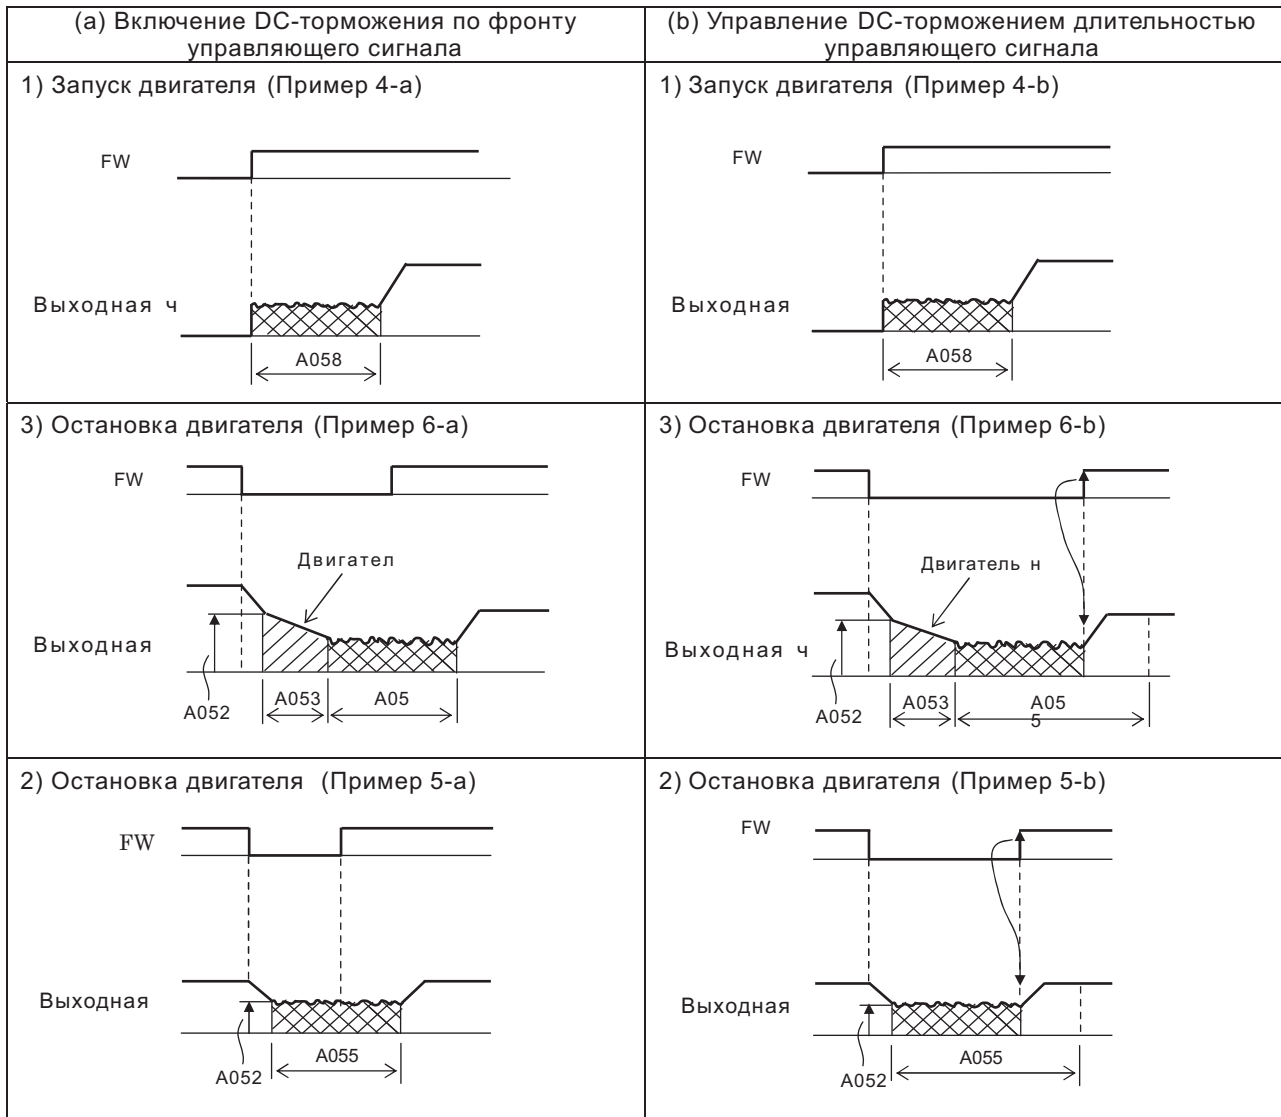 (a) Включение DC-торможения по фронту
управляющего сигнала
(b) Управление DC-торможением длительностью
управляющего сигнала
1) Запуск двигателя (Пример 4-a)
FW
Выходная ч
A058
1) Запуск двигателя (Пример 4-b)
FW
Выходная
A058
3) Остановка двигателя (Пример 6-a)
FW
Двигател
Выходная
A052
A053
A05
3) Остановка двигателя (Пример 6-b)
FW
Двигатель н
Выходная ч
A052
A053
A05
5
2) Остановка двигателя (Пример 5-a)
FW
Выходная
A052
A055
2) Остановка двигателя (Пример 5-b)
FW
Выходная
A052
A055